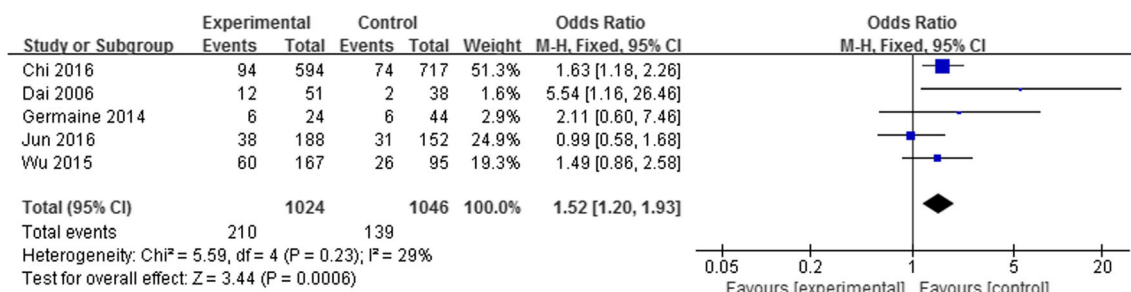 Experimental Control Odds Ratio Odds Ratio
Study or Subgroup Events Total Events Total Weight M-H, Fixed, 95% CI M-H, Fixed, 95% CI
Chi 2016 94 594 74 717 51.3% 1.63 [1.18, 2.26]
Dai 2006 12 51 2 38 1.6% 5.54 [1.16, 26.46]
Germaine 2014 6 24 6 44 2.9% 2.11 [0.60, 7.46]
Jun 2016 38 188 31 152 24.9% 0.99 [0.58, 1.68]
Wu 2015 60 167 26 95 19.3% 1.49 [0.86, 2.58]
Total (95% CI) 1024 1046 100.0% 1.52 [1.20, 1.93]
Total events 210 139
Heterogeneity: Chi² = 5.59, df = 4 (P = 0.23); I² = 29%
Test for overall effect: Z = 3.44 (P = 0.0006)
0.05 0.2 1 5 20
Favours [experimental] Favours [control]